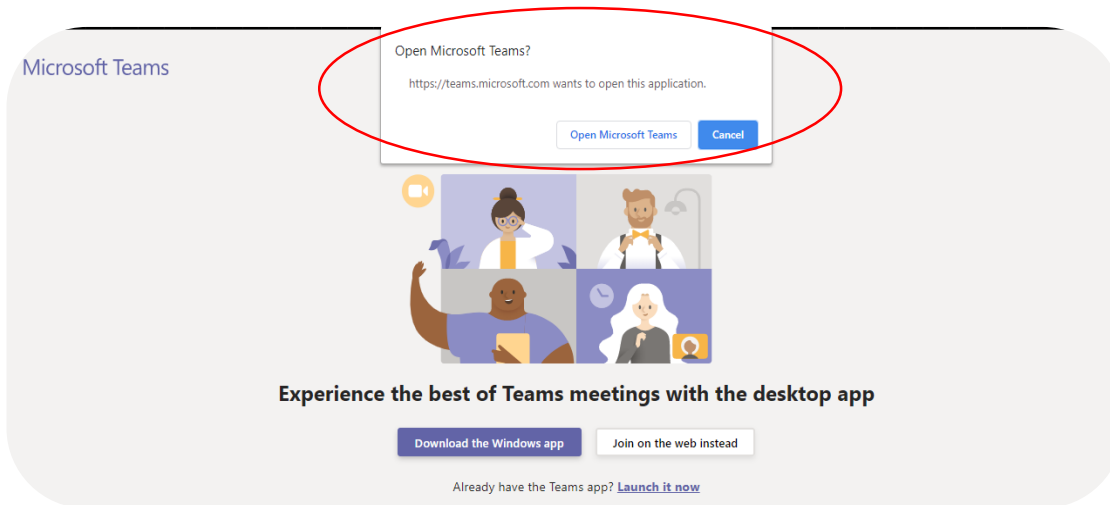 Open Microsoft Teams?
Microsoft Teams
https://teams.microsoft.com wants to open this application.
Open Microsoft Teams
Cancel
Experience the best of Teams meetings with the desktop app
Download the Windows app
Join on the web instead
Already have the Teams app? Launch it now